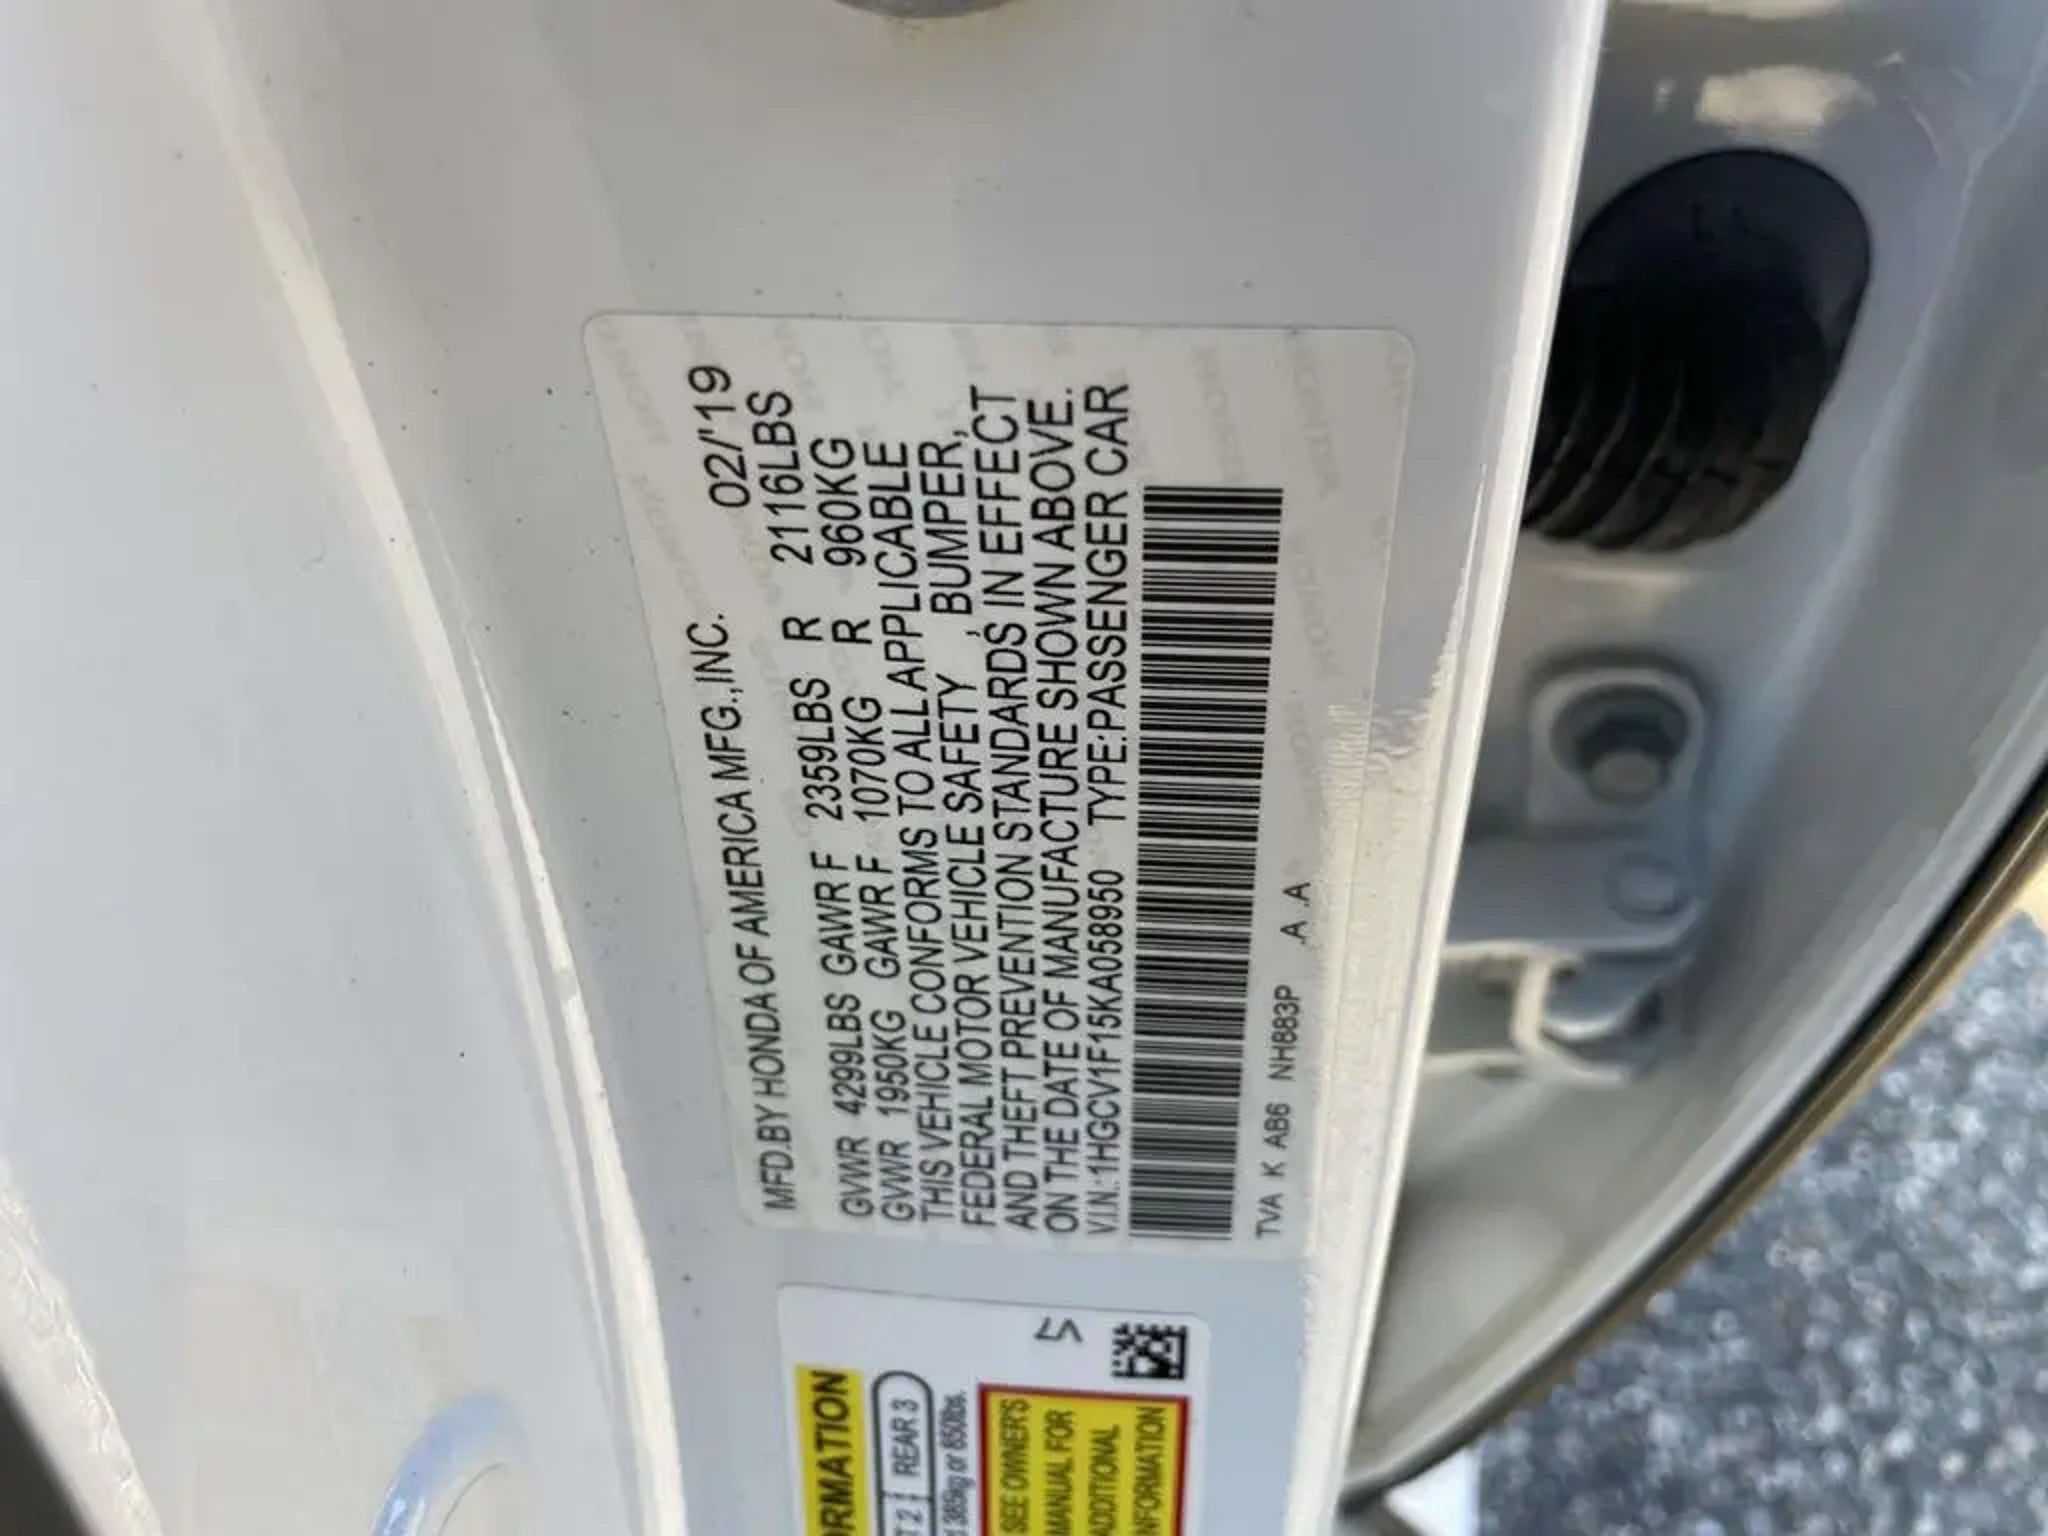 MFD.BY HONDA OF AMERICA MFG.,INC. 02/'19
GVWR 4299LBS GAWR F 2359LBS R 2116LBS
GVWR 1950KG GAWR F 1070KG R 960KG
THIS VEHICLE CONFORMS TO ALL APPLICABLE
FEDERAL MOTOR VEHICLE SAFETY , BUMPER,
AND THEFT PREVENTION STANDARDS IN EFFECT
ON THE DATE OF MANUFACTURE SHOWN ABOVE.
V.I.N.:1HGCV1F15KA058950 TYPE:PASSENGER CAR
TVA K AB6 NH883P .A .A
REAR 3
385kg or 850lbs.
SEE OWNER'S
MANUAL FOR
ADDITIONAL